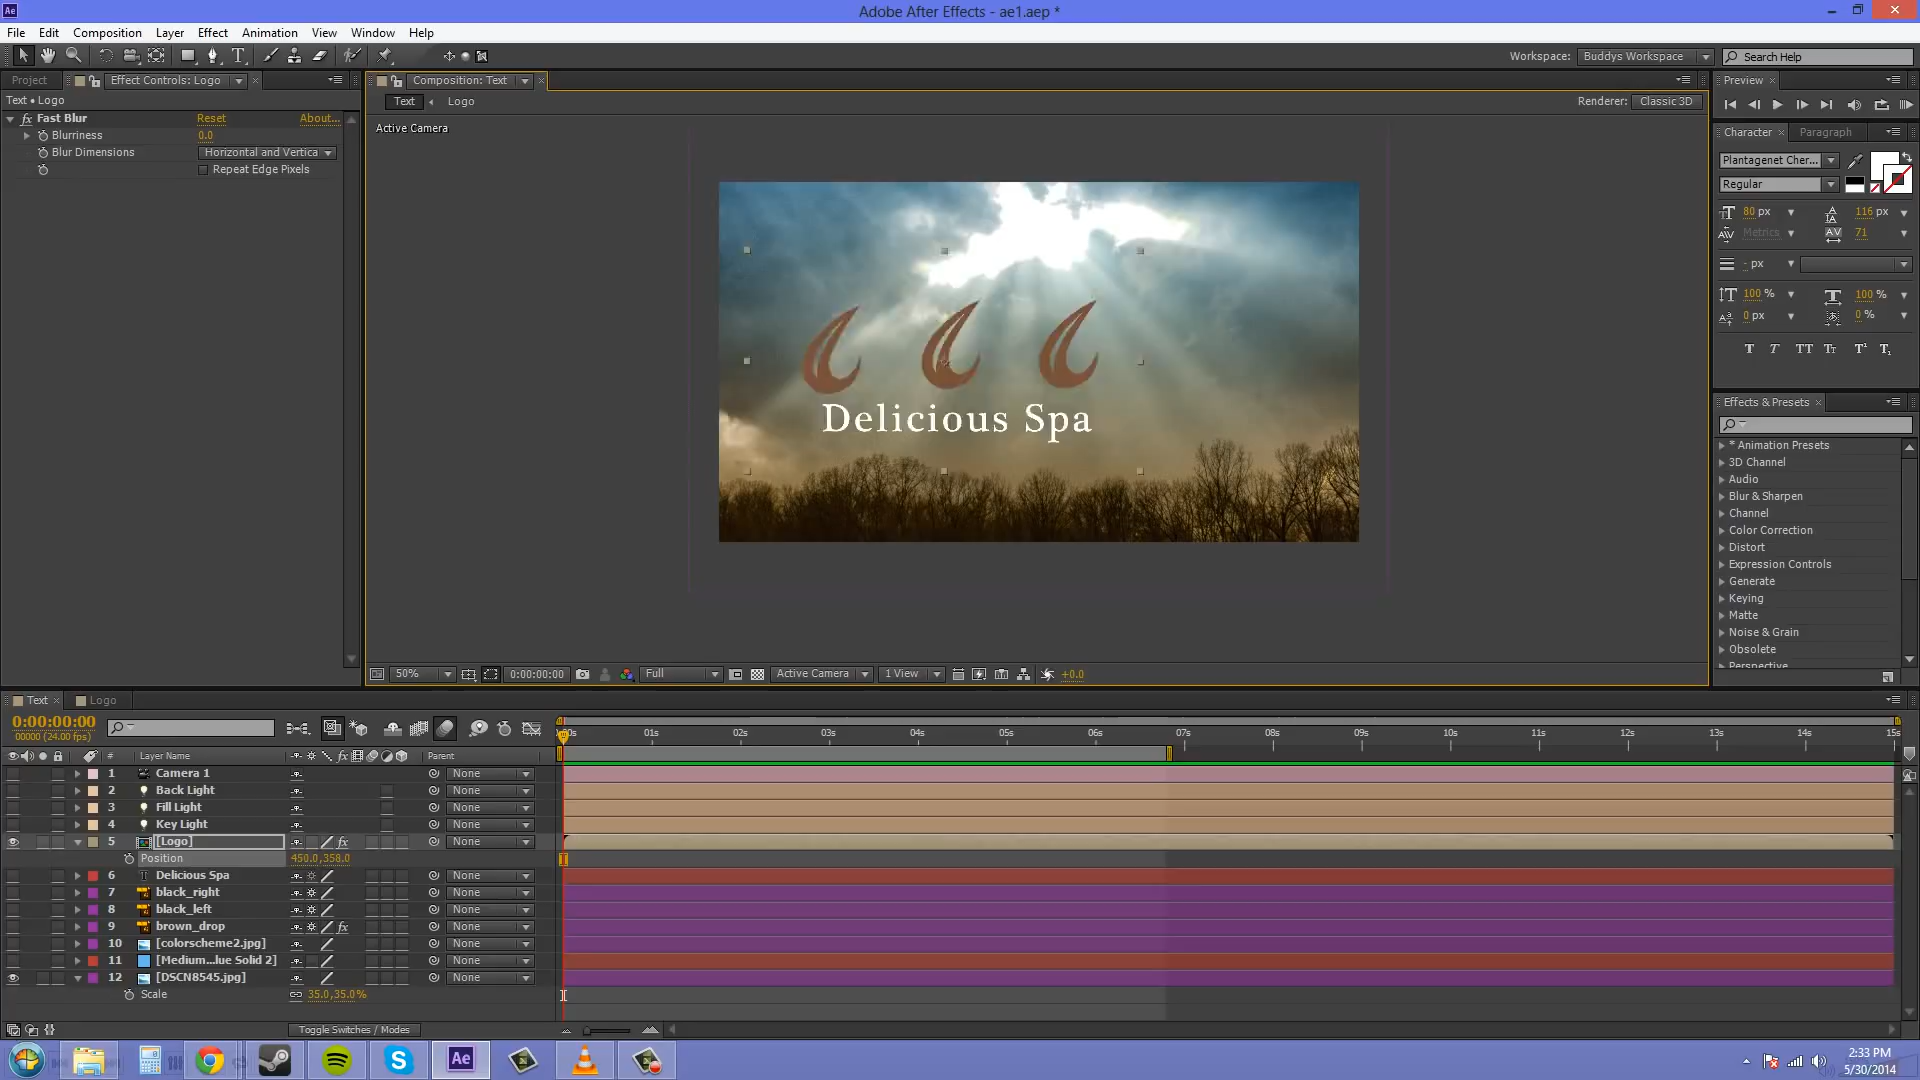 Adobe After Effects - ae1.aep *
File Edit Composition Layer Effect Animation View Window Help
Workspace: Buddys Workspace Search Help
Project Effect Controls: Logo
Text • Logo
Fast Blur Reset About...
Blurriness 0.0
Blur Dimensions Horizontal and Vertica
Repeat Edge Pixels
Composition: Text
Text Logo
Renderer: Classic 3D
Active Camera
Delicious Spa
50% 0:00:00:00 Full Active Camera 1 View +0.0
Preview
Character Paragraph
Plantagenet Cher...
Regular
80 px 116 px
Metrics 71
- px
100 % 100 %
0 px 0 %
T T TT TT T¹ T₁
Effects & Presets
* Animation Presets
3D Channel
Audio
Blur & Sharpen
Channel
Color Correction
Distort
Expression Controls
Generate
Keying
Matte
Noise & Grain
Obsolete
Perspective
Text Logo
0:00:00:00
00000 (24.00 fps)
01s 02s 03s 04s 05s 06s 07s 08s 09s 10s 11s 12s 13s 14s 15s
# Layer Name Parent
1 Camera 1 None
2 Back Light None
3 Fill Light None
4 Key Light None
5 [Logo] None
Position 450.0,358.0
6 Delicious Spa None
7 black_right None
8 black_left None
9 brown_drop None
10 [colorscheme2.jpg] None
11 [Medium...lue Solid 2] None
12 [DSCN8545.jpg] None
Scale 35.0,35.0%
Toggle Switches / Modes
2:33 PM
5/30/2014